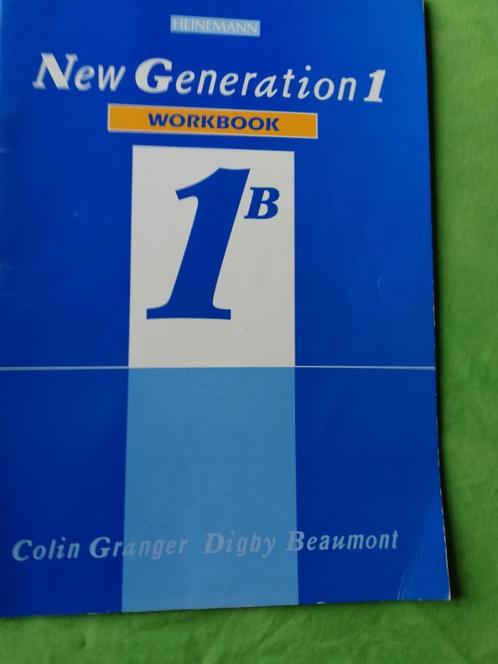 HEINEMANN
New Generation 1
WORKBOOK
1B
Colin Granger Digby Beaumont